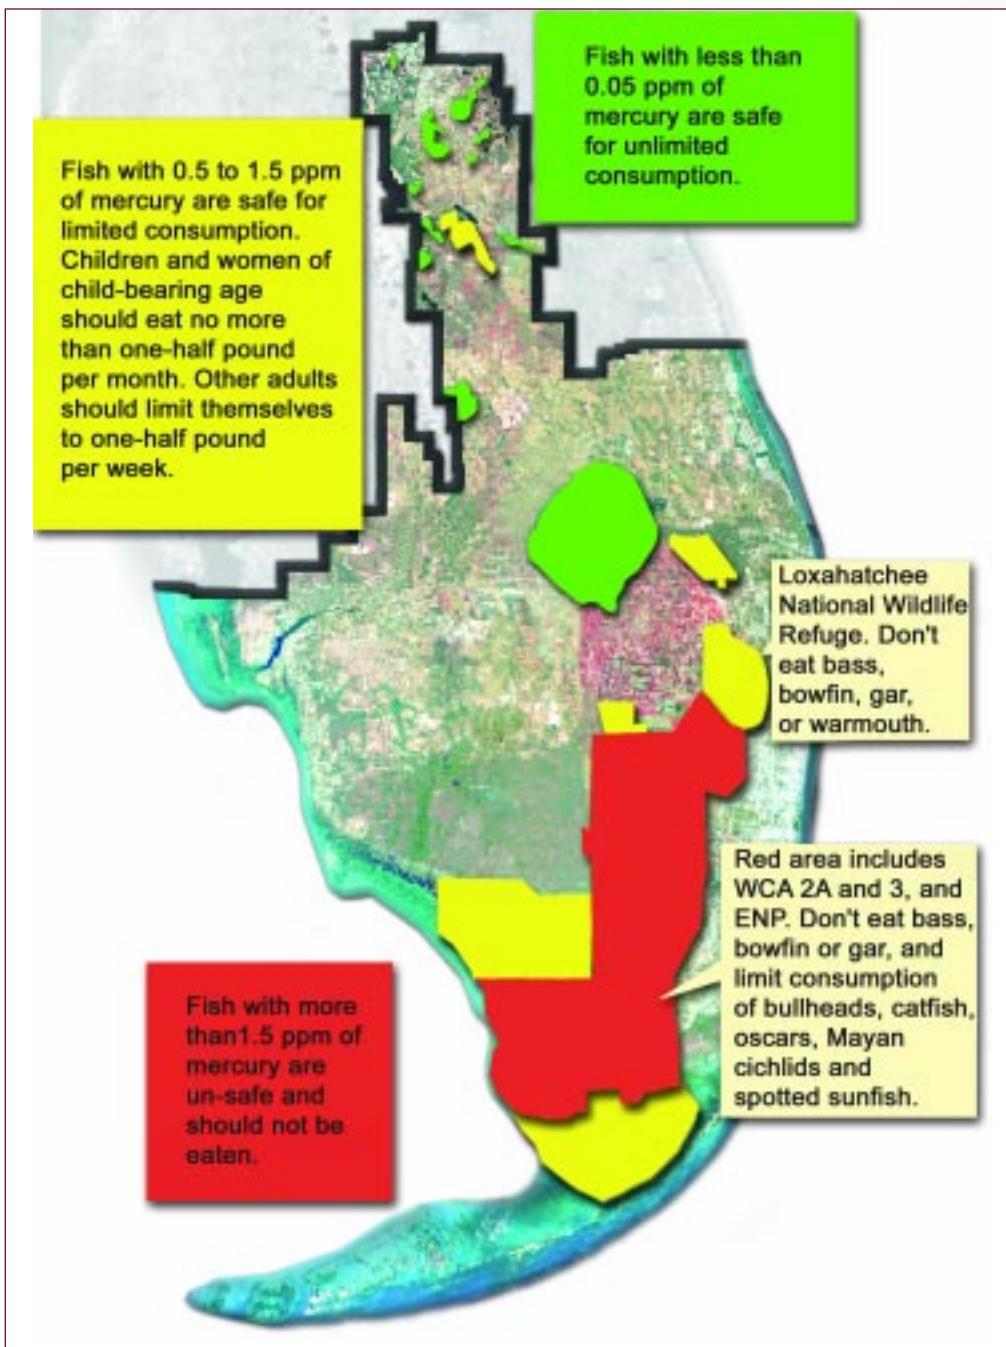 Fish with less than
0.05 ppm of
mercury are safe
for unlimited
consumption.
Fish with 0.5 to 1.5 ppm
of mercury are safe for
limited consumption.
Children and women of
child-bearing age
should eat no more
than one-half pound
per month. Other adults
should limit themselves
to one-half pound
per week.
Loxahatchee
National Wildlife
Refuge. Don't
eat bass,
bowfin, gar,
or warmouth.
Red area includes
WCA 2A and 3, and
ENP. Don't eat bass,
bowfin or gar, and
limit consumption
of bullheads, catfish,
oscars, Mayan
cichlids and
spotted sunfish.
Fish with more
than1.5 ppm of
mercury are
un-safe and
should not be
eaten.